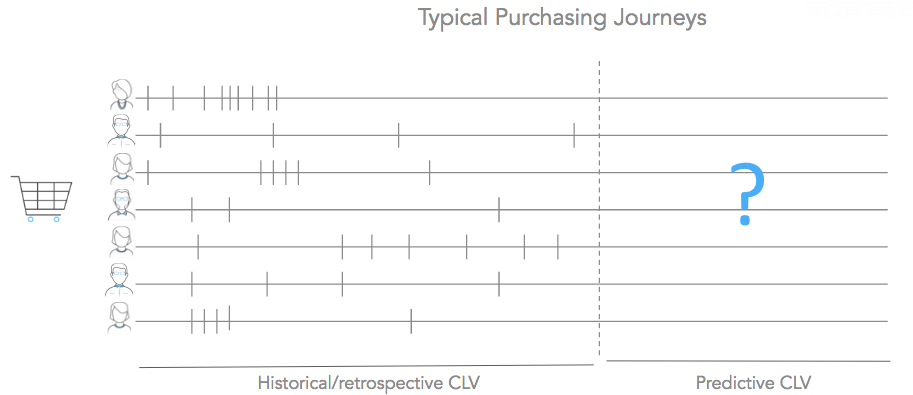 Typical Purchasing Journeys
?
Historical/retrospective CLV
Predictive CLV